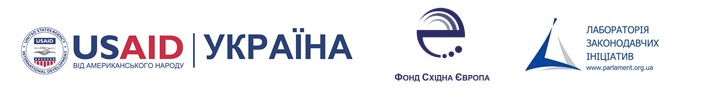 USAID
ВІД АМЕРИКАНСЬКОГО НАРОДУ
УКРАЇНА
ФОНД СХІДНА ЄВРОПА
ЛАБОРАТОРІЯ
ЗАКОНОДАВЧИХ
ІНІЦІАТИВ
www.parlament.org.ua